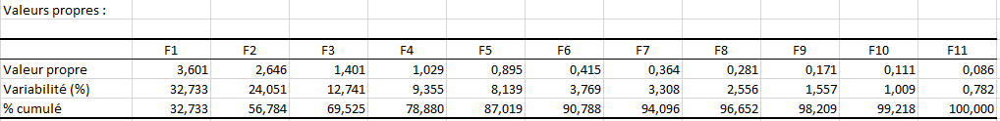 Valeurs propres :
F1 F2 F3 F4 F5 F6 F7 F8 F9 F10 F11
Valeur propre 3,601 2,646 1,401 1,029 0,895 0,415 0,364 0,281 0,171 0,111 0,086
Variabilité (%) 32,733 24,051 12,741 9,355 8,139 3,769 3,308 2,556 1,557 1,009 0,782
% cumulé 32,733 56,784 69,525 78,880 87,019 90,788 94,096 96,652 98,209 99,218 100,000